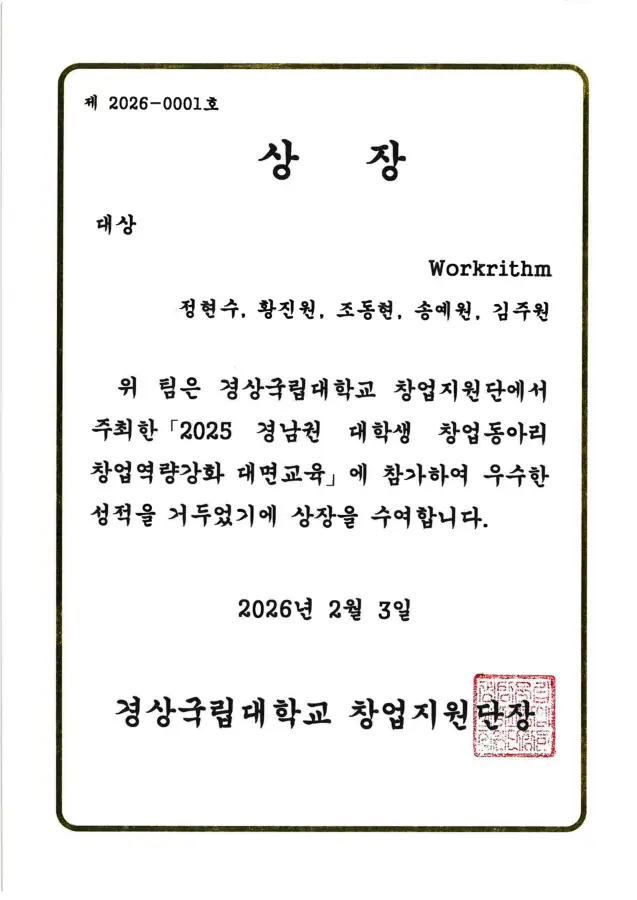 제 2026-0001호
상 장
대상
Workrithm
정현수, 황진원, 조동현, 송예원, 김주원
위 팀은 경상국립대학교 창업지원단에서
주최한「2025 경남권 대학생 창업동아리
창업역량강화 대면교육」에 참가하여 우수한
성적을 거두었기에 상장을 수여합니다.
2026년 2월 3일
경상국립대학교 창업지원단장